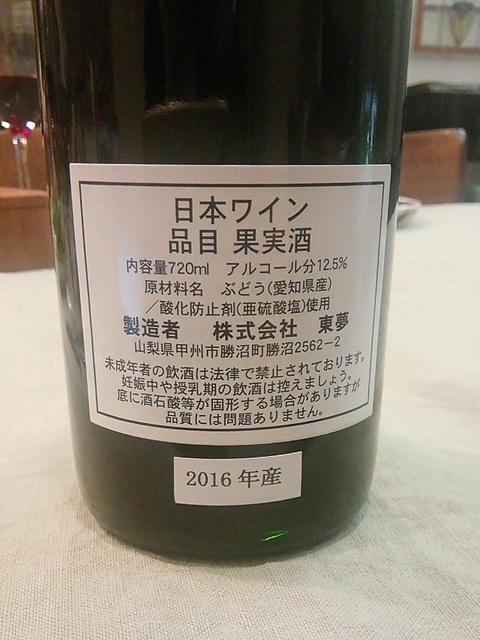 日本ワイン
品目 果実酒
内容量720ml アルコール分12.5%
原材料名 ぶどう(愛知県産)
／酸化防止剤(亜硫酸塩)使用
製造者 株式会社 東夢
山梨県甲州市勝沼町勝沼2562-2
未成年者の飲酒は法律で禁止されております。
妊娠中や授乳期の飲酒は控えましょう。
底に酒石酸等が固形する場合がありますが
品質には問題ありません。
2016 年産